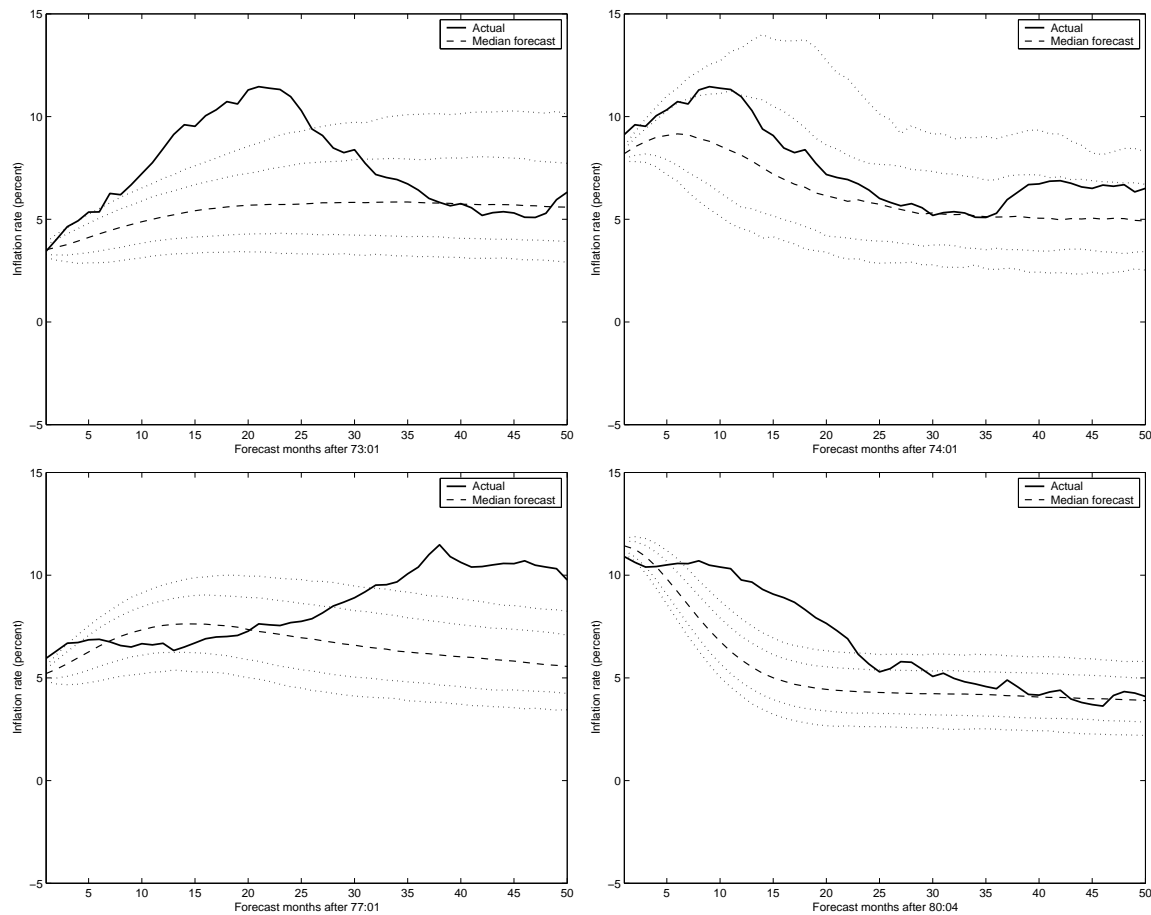 15
10
5
0
−5
Inflation rate (percent)
Actual
Median forecast
5 10 15 20 25 30 35 40 45 50
Forecast months after 73:01
15
10
5
0
−5
Inflation rate (percent)
Actual
Median forecast
5 10 15 20 25 30 35 40 45 50
Forecast months after 74:01
15
10
5
0
−5
Inflation rate (percent)
Actual
Median forecast
5 10 15 20 25 30 35 40 45 50
Forecast months after 77:01
15
10
5
0
−5
Inflation rate (percent)
Actual
Median forecast
5 10 15 20 25 30 35 40 45 50
Forecast months after 80:04